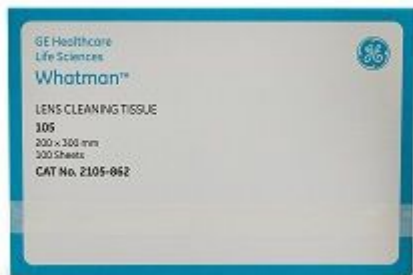 GE Healthcare
Life Sciences
Whatman™
LENS CLEANING TISSUE
105
200 x 300 mm
100 Sheets
CAT No. 2105-862